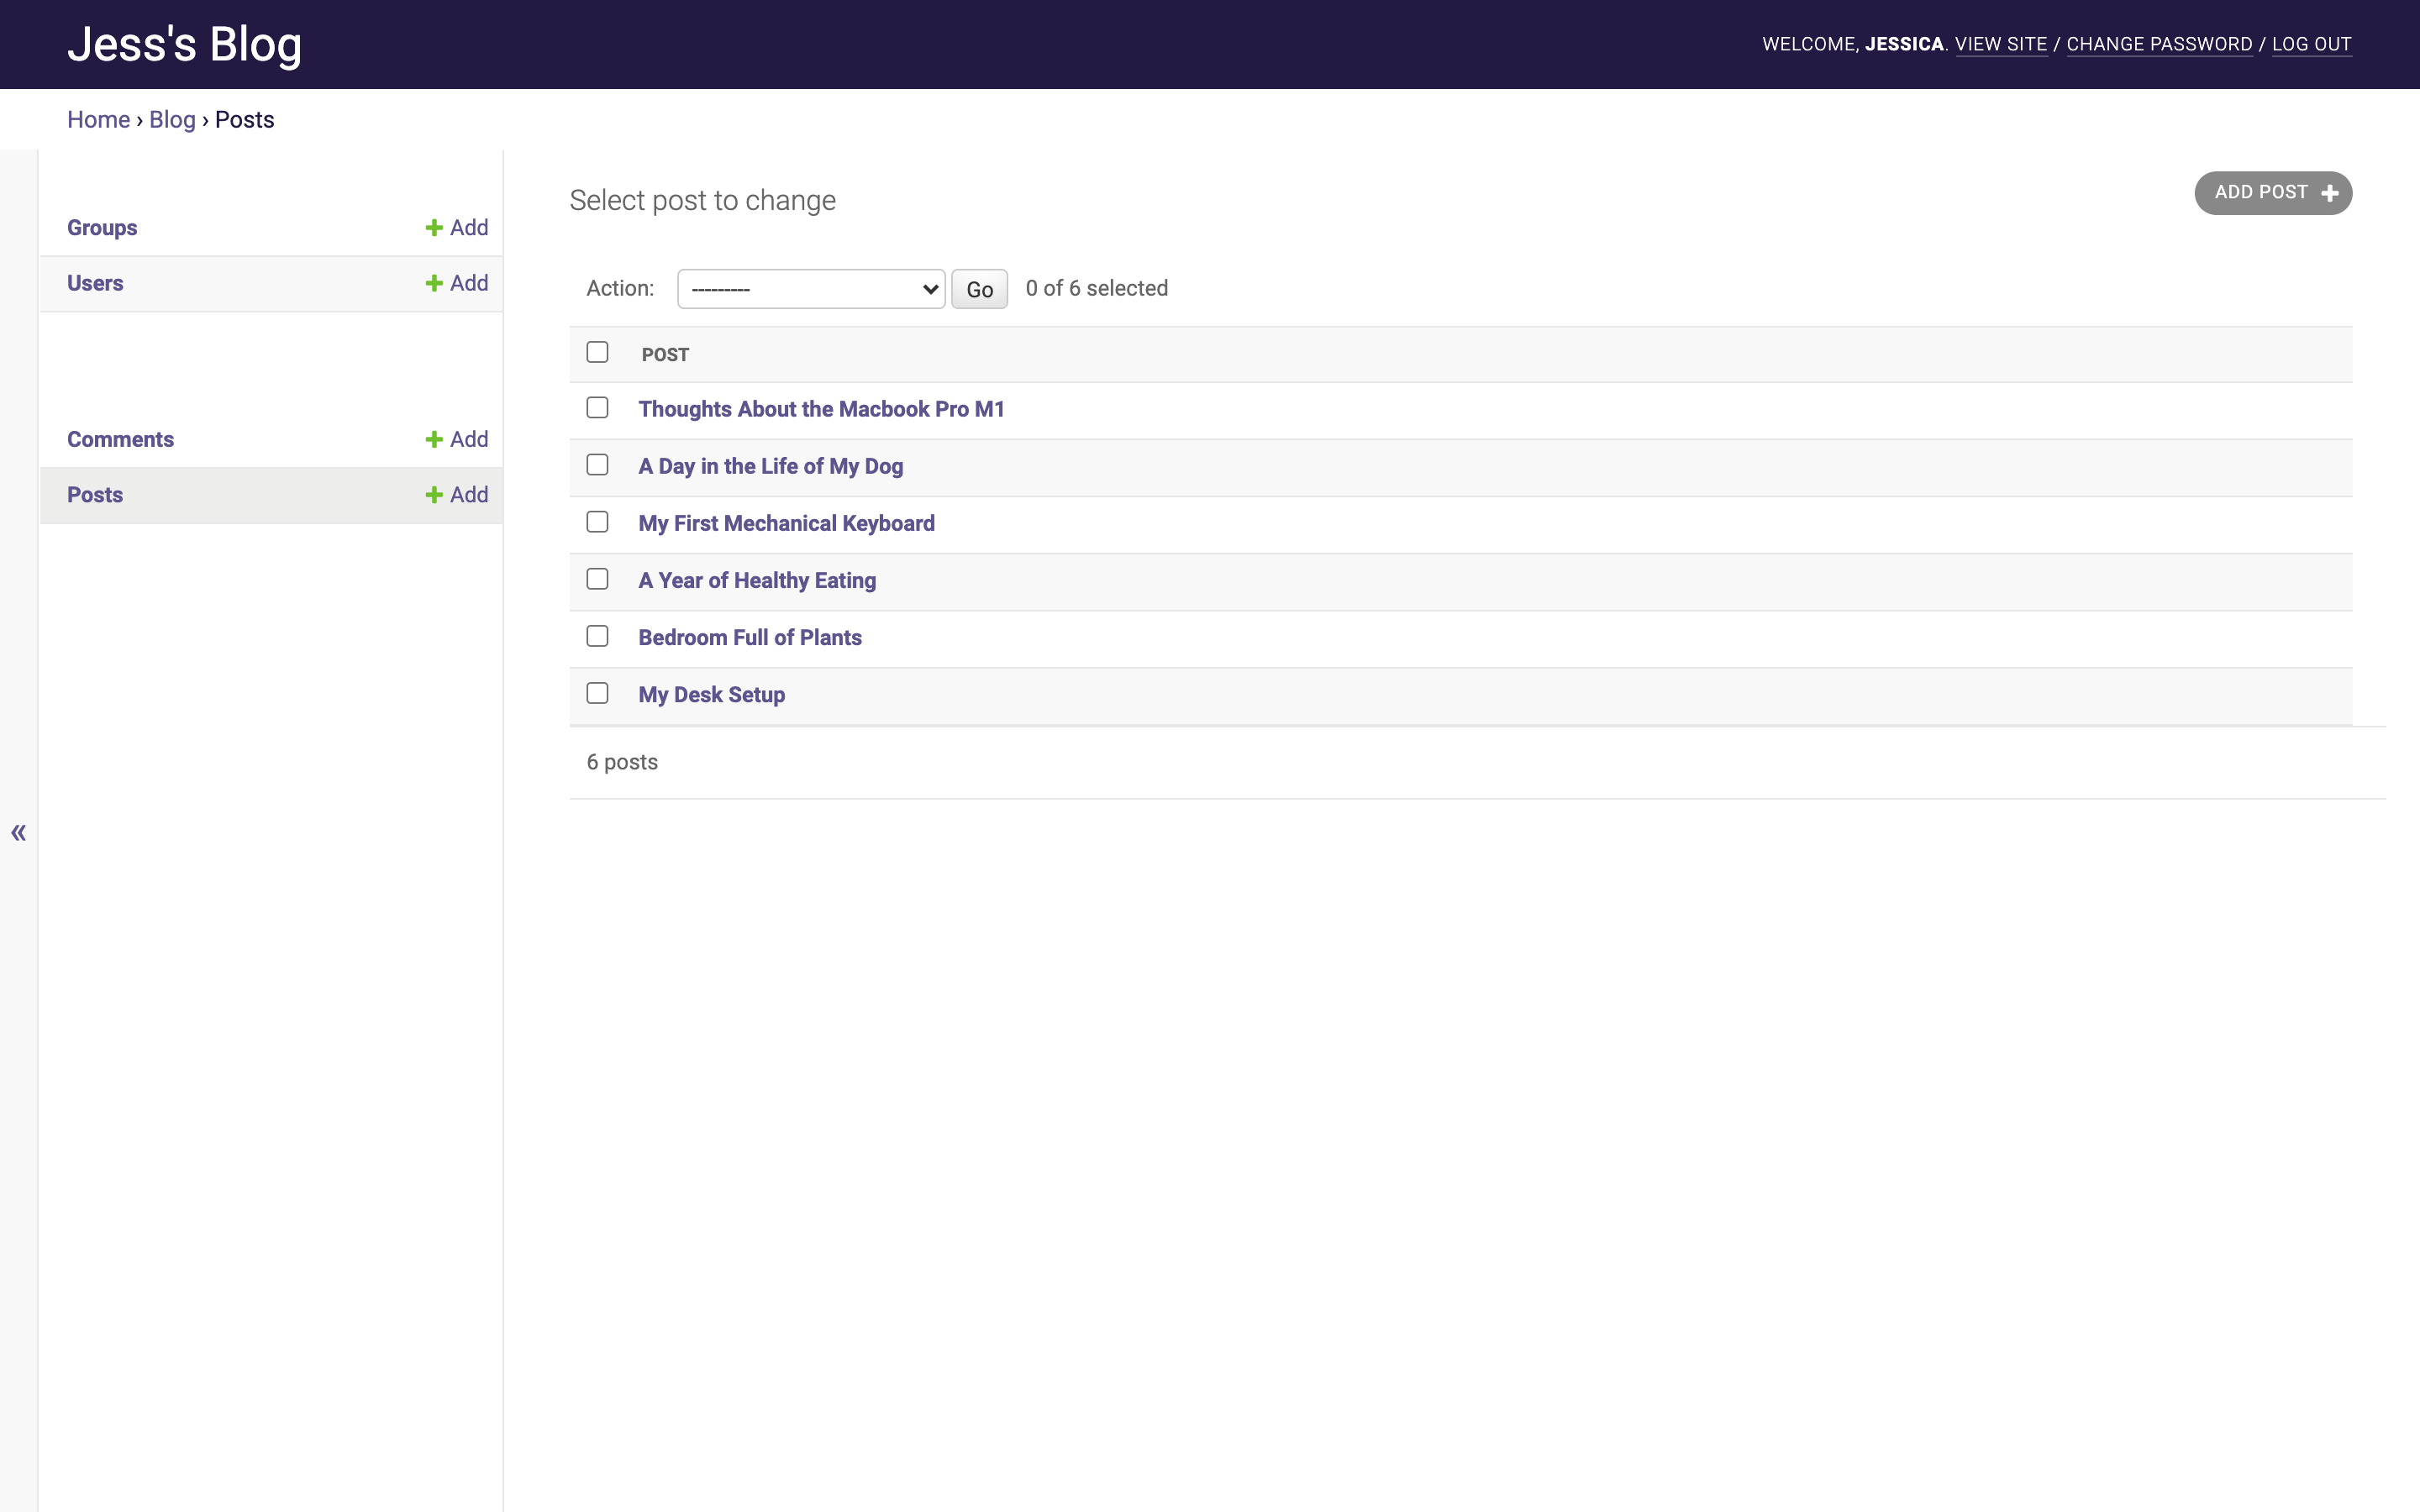 Jess's Blog
WELCOME, JESSICA. VIEW SITE / CHANGE PASSWORD / LOG OUT
Home › Blog › Posts
Groups + Add
Users + Add
Comments + Add
Posts + Add
«
Select post to change
ADD POST +
Action: --------- Go 0 of 6 selected
POST
Thoughts About the Macbook Pro M1
A Day in the Life of My Dog
My First Mechanical Keyboard
A Year of Healthy Eating
Bedroom Full of Plants
My Desk Setup
6 posts